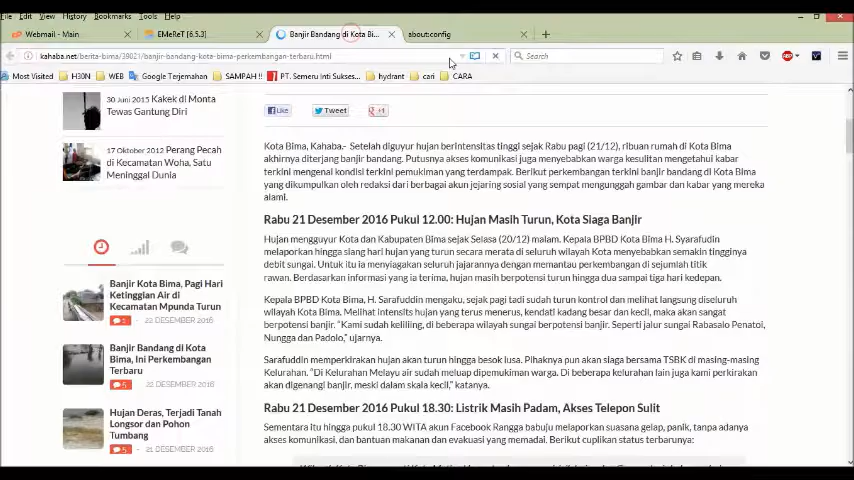 File Edit View History Bookmarks Tools Help
Webmail - Main
EMeReT [6.5.3]
Banjir Bandang di Kota Bi...
about:config
kahaba.net/berita-bima/39021/banjir-bandang-kota-bima-perkembangan-terbaru.html
Search
Most Visited H30N WEB Google Terjemahan SAMPAH !! PT. Semeru Inti Sukses... hydrant cari CARA
30 Juni 2015 Kakek di Monta
Tewas Gantung Diri
17 Oktober 2012 Perang Pecah
di Kecamatan Woha, Satu
Meninggal Dunia
Banjir Kota Bima, Pagi Hari
Ketinggian Air di
Kecamatan Mpunda Turun
1 - 22 DESEMBER 2016
Banjir Bandang di Kota
Bima, Ini Perkembangan
Terbaru
5 22 DESEMBER 2016
Hujan Deras, Terjadi Tanah
Longsor dan Pohon
Tumbang
5 - 21 DESEMBER 2016
Like Tweet +1
Kota Bima, Kahaba.- Setelah diguyur hujan berintensitas tinggi sejak Rabu pagi (21/12), ribuan rumah di Kota Bima
akhirnya diterjang banjir bandang. Putusnya akses komunikasi juga menyebabkan warga kesulitan mengetahui kabar
terkini mengenai kondisi terkini pemukiman yang terdampak. Berikut perkembangan terkini banjir bandang di Kota Bima
yang dikumpulkan oleh redaksi dari berbagai akun jejaring sosial yang sempat mengunggah gambar dan kabar yang mereka
alami.
Rabu 21 Desember 2016 Pukul 12.00: Hujan Masih Turun, Kota Siaga Banjir
Hujan mengguyur Kota dan Kabupaten Bima sejak Selasa (20/12) malam. Kepala BPBD Kota Bima H. Syarafudin
melaporkan hingga siang hari hujan yang turun secara merata di seluruh wilayah Kota menyebabkan semakin tingginya
debit sungai. Untuk itu ia menyiagakan seluruh jajarannya dengan memantau perkembangan di sejumlah titik
rawan. Berdasarkan informasi yang ia terima, hujan masih berpotensi turun hingga dua sampai tiga hari kedepan.
Kepala BPBD Kota Bima, H. Sarafuddin mengaku, sejak pagi tadi sudah turun kontrol dan melihat langsung diseluruh
wilayah Kota Bima. Melihat intensits hujan yang terus menerus, kendati kadang besar dan kecil, maka akan sangat
berpotensi banjir. "Kami sudah keliling, di beberapa wilayah sungai berpotensi banjir. Seperti jalur sungai Rabasalo Penatoi,
Nungga dan Padolo," ujarnya.
Sarafuddin memperkirakan hujan akan turun hingga besok lusa. Pihaknya pun akan siaga bersama TSBK di masing-masing
Kelurahan. "Di Kelurahan Melayu air sudah meluap dipemukiman warga. Di beberapa kelurahan lain juga kami perkirakan
akan digenangi banjir, meski dalam skala kecil," katanya.
Rabu 21 Desember 2016 Pukul 18.30: Listrik Masih Padam, Akses Telepon Sulit
Sementara itu hingga pukul 18.30 WITA akun Facebook Rangga babuju melaporkan suasana gelap, panik, tanpa adanya
akses komunikasi, dan bantuan makanan dan evakuasi yang memadai. Berikut cuplikan status terbarunya: